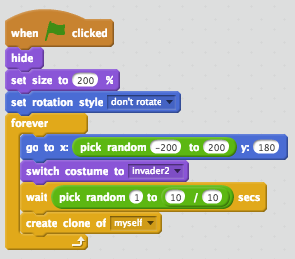 when clicked
hide
set size to 200 %
set rotation style don't rotate
forever
go to x: pick random -200 to 200 y: 180
switch costume to invader2
wait pick random 1 to 10 / 10 secs
create clone of myself